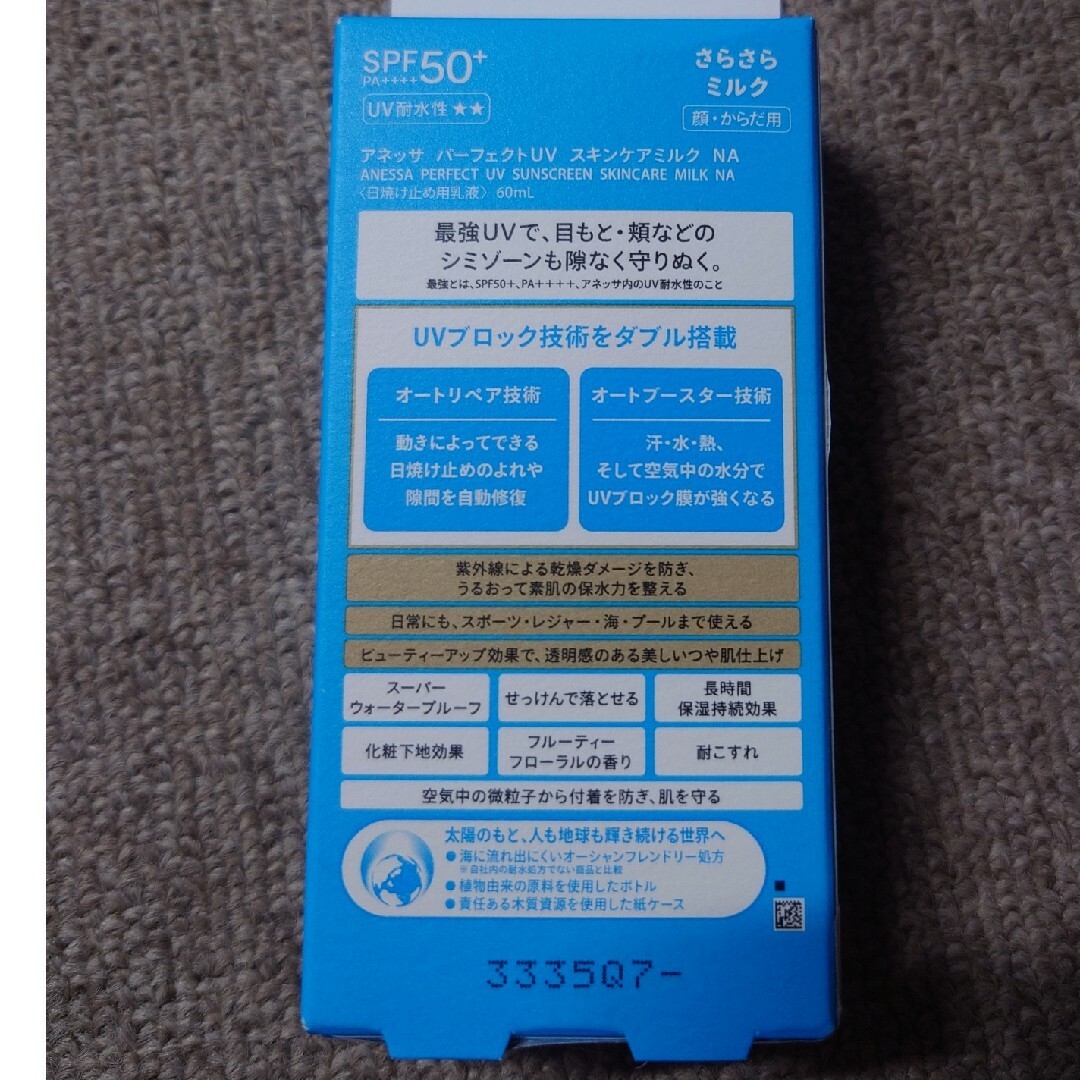 SPF50+
PA++++
UV耐水性★★
さらさら
ミルク
顔・からだ用
アネッサ パーフェクトUV スキンケアミルク NA
ANESSA PERFECT UV SUNSCREEN SKINCARE MILK NA
〈日焼け止め用乳液〉 60mL
最強UVで、目もと・頬などの
シミゾーンも隙なく守りぬく。
最強とは、SPF50+、PA++++、アネッサ内のUV耐水性のこと
UVブロック技術をダブル搭載
オートリペア技術
動きによってできる
日焼け止めのよれや
隙間を自動修復
オートブースター技術
汗・水・熱、
そして空気中の水分で
UVブロック膜が強くなる
紫外線による乾燥ダメージを防ぎ、
うるおって素肌の保水力を整える
日常にも、スポーツ・レジャー・海・プールまで使える
ビューティーアップ効果で、透明感のある美しいつや肌仕上げ
スーパー
ウォータープルーフ
せっけんで落とせる
長時間
保湿持続効果
化粧下地効果
フルーティー
フローラルの香り
耐こすれ
空気中の微粒子から付着を防ぎ、肌を守る
太陽のもと、人も地球も輝き続ける世界へ
●海に流れ出にくいオーシャンフレンドリー処方
※自社内の耐水処方でない商品と比較
●植物由来の原料を使用したボトル
●責任ある木質資源を使用した紙ケース
3335Q7-